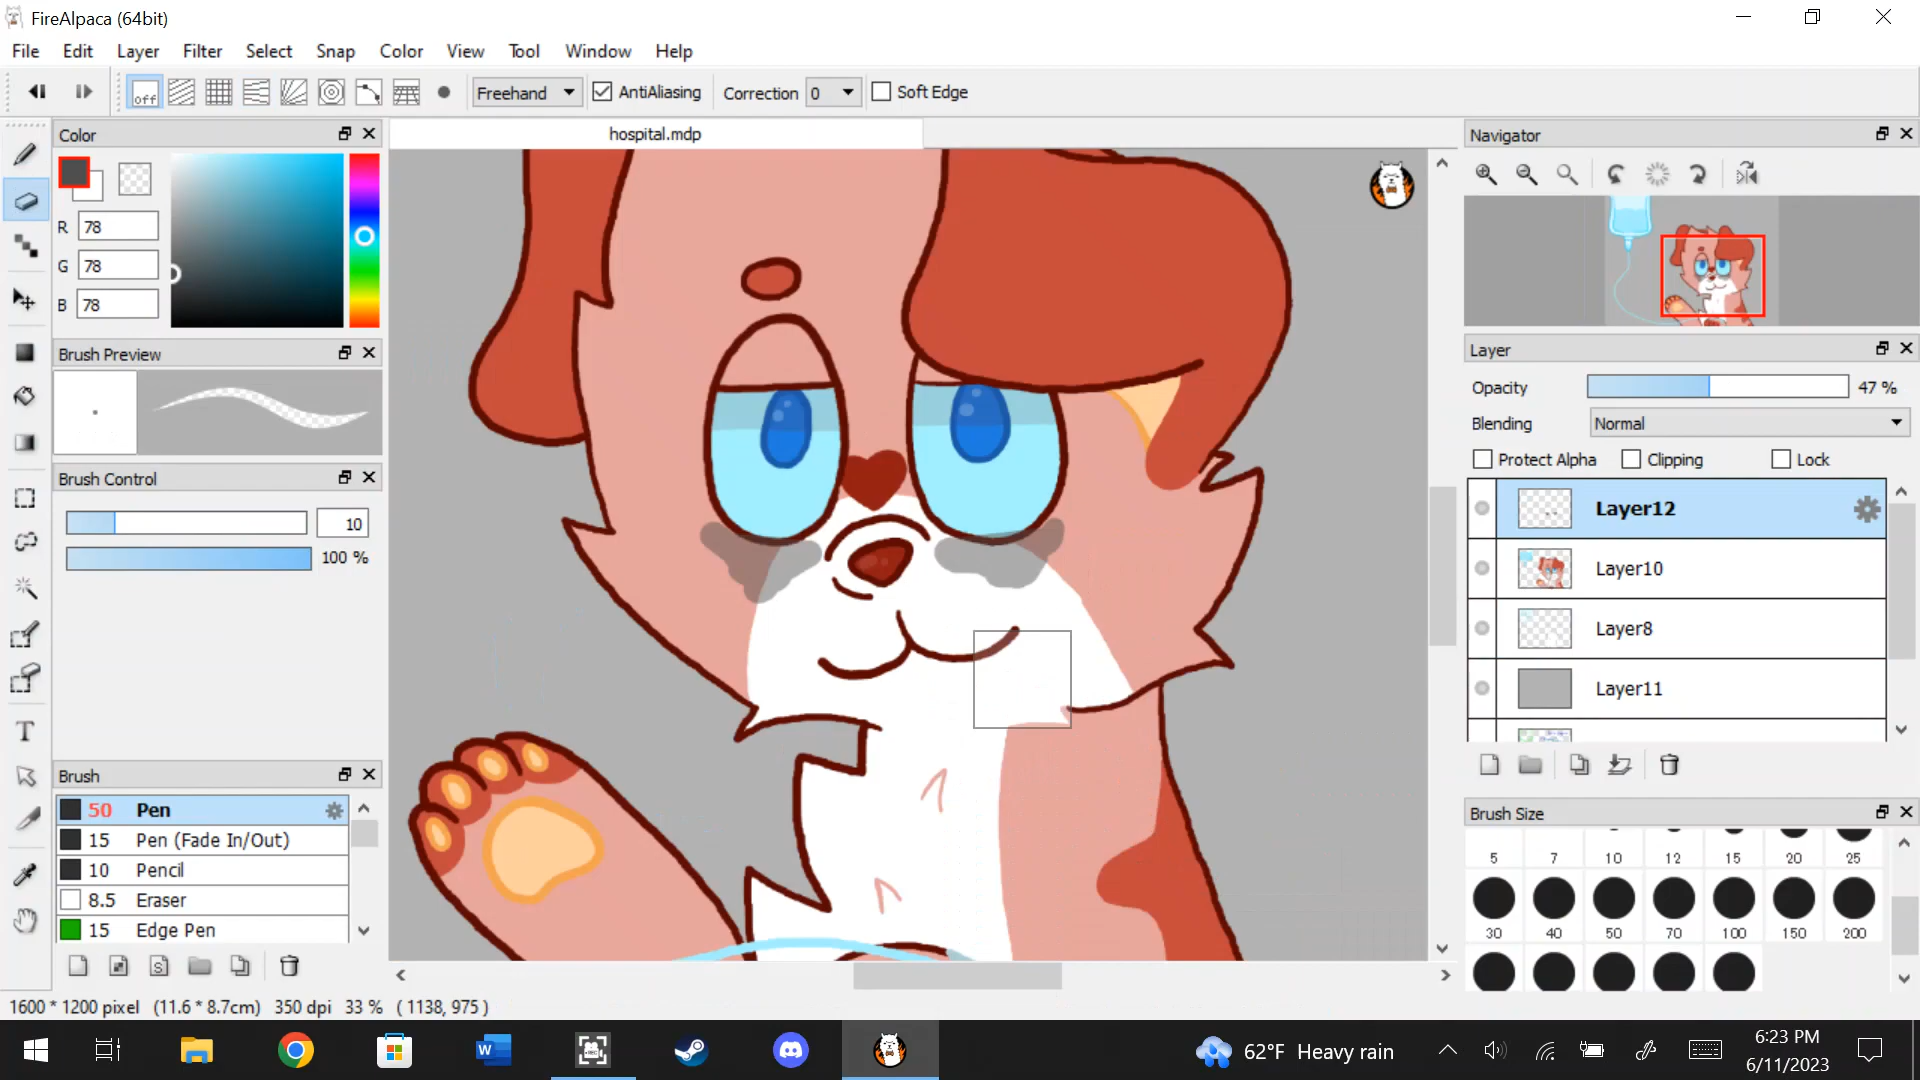 FireAlpaca (64bit)
File Edit Layer Filter Select Snap Color View Tool Window Help
off Freehand AntiAliasing Correction 0 Soft Edge
Color
hospital.mdp
Navigator
R 78
G 78
B 78
Brush Preview
Layer
Opacity 47 %
Blending Normal
Protect Alpha Clipping Lock
Brush Control
10
100 %
Layer12
Layer10
Layer8
Layer11
Brush
50 Pen
15 Pen (Fade In/Out)
10 Pencil
8.5 Eraser
15 Edge Pen
Brush Size
5 7 10 12 15 20 25
30 40 50 70 100 150 200
1600 * 1200 pixel (11.6 * 8.7cm) 350 dpi 33 % ( 1138, 975 )
62°F Heavy rain
6:23 PM
6/11/2023